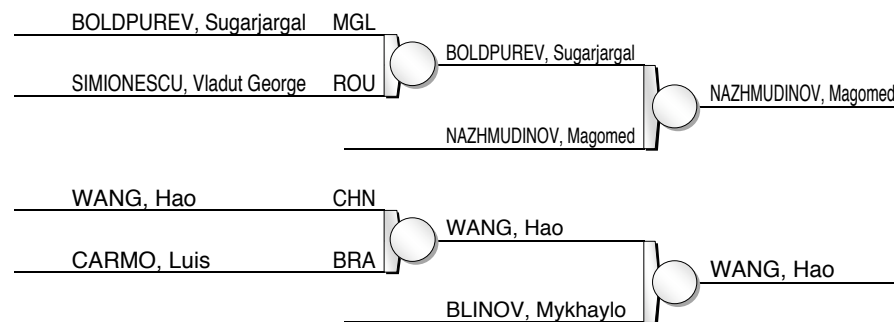 BOLDPUREV, Sugarjargal MGL
BOLDPUREV, Sugarjargal
SIMIONESCU, Vladut George ROU
NAZHMUDINOV, Magomed
NAZHMUDINOV, Magomed
WANG, Hao CHN
WANG, Hao
CARMO, Luis BRA
WANG, Hao
BLINOV, Mykhaylo